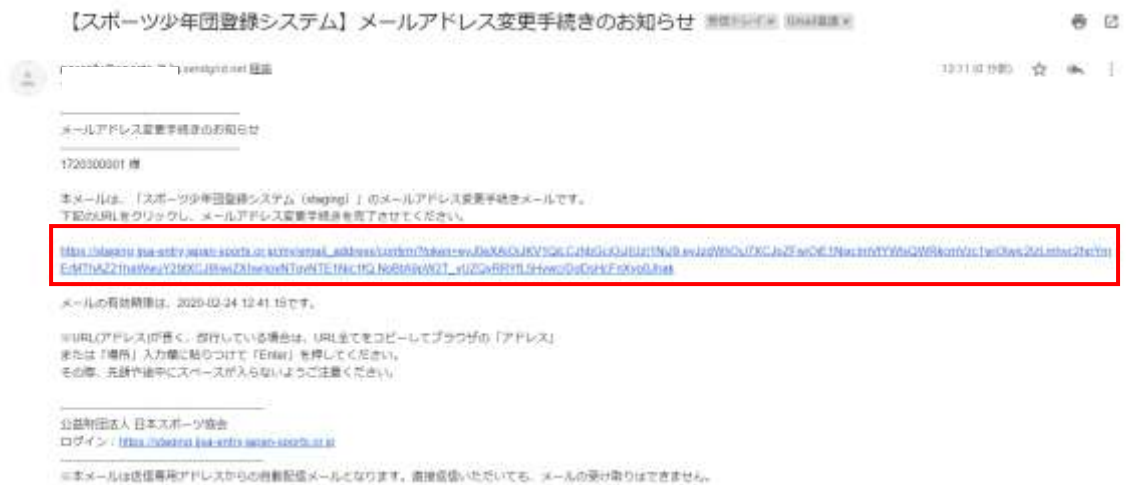 【スポーツ少年団登録システム】メールアドレス変更手続きのお知らせ
sendgrid.net 経由
メールアドレス変更手続きのお知らせ
1720300001 様
本メールは、「スポーツ少年団登録システム（staging）」のメールアドレス変更手続きメールです。
下記のURLをクリックし、メールアドレス変更手続きを完了させてください。
メールの有効期限は、2020-02-24 12:41:19です。
※URL(アドレス)が長く、改行している場合は、URL全てをコピーしてブラウザの「アドレス」
または「場所」入力欄に貼りつけて「Enter」を押してください。
その際、先頭や途中にスペースが入らないようご注意ください。
公益財団法人 日本スポーツ協会
ログイン：https://staging.jjsa-entry.japan-sports.or.jp
※本メールは送信専用アドレスからの自動配信メールとなります。直接返信いただいても、メールの受け取りはできません。